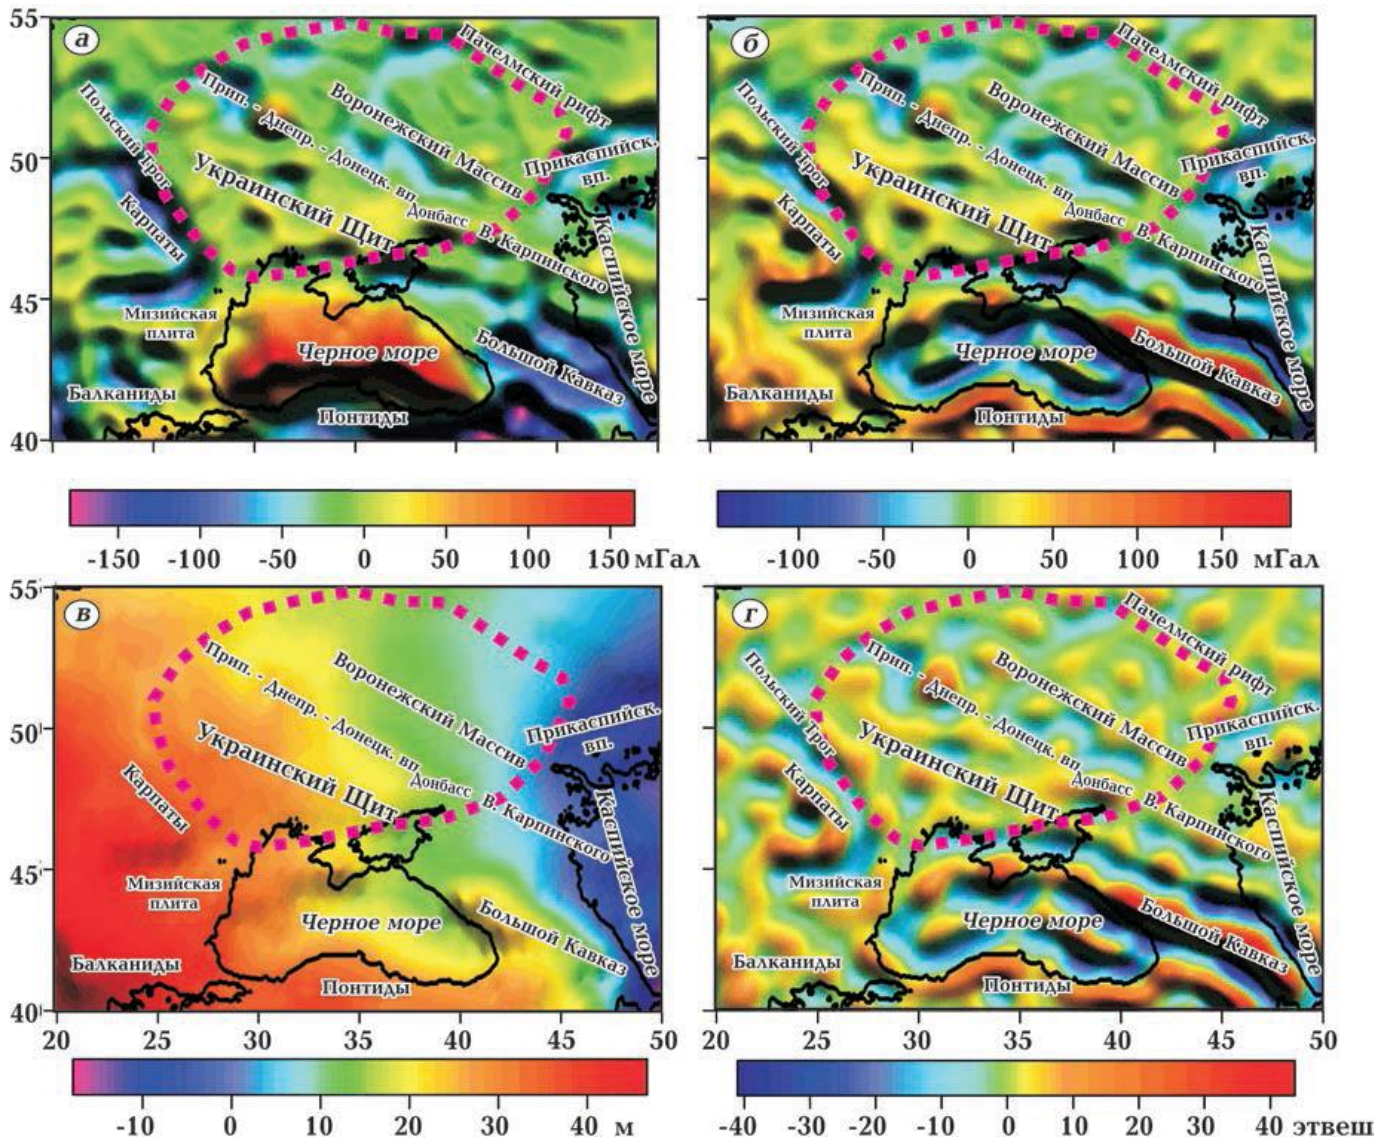 55
а
б
Пачелмский рифт
Пачелмский рифт
Польский Трог
Прип. - Днепр. - Донецк. вп.
Воронежский Массив
Польский Трог
Прип. - Днепр. - Донецк. вп.
Воронежский Массив
50
Прикаспийск.
вп.
Прикаспийск.
вп.
Украинский Щит
Украинский Щит
Карпаты
Донбасс
В. Карпинского
Карпаты
Донбасс
В. Карпинского
Каспийское море
Каспийское море
45
Мизийская
плита
Мизийская
плита
Черное море
Большой Кавказ
Черное море
Большой Кавказ
Балканиды
Понтиды
Балканиды
Понтиды
40
-150 -100 -50 0 50 100 150 мГал
-100 -50 0 50 100 150 мГал
55
в
г
Пачелмский рифт
Прип. - Днепр. - Донецк. вп.
Воронежский Массив
Польский Трог
Прип. - Днепр. - Донецк. вп.
Воронежский Массив
50
Прикаспийск.
вп.
Прикаспийск.
вп.
Украинский Щит
Украинский Щит
Карпаты
Донбасс
В. Карпинского
Карпаты
Донбасс
В. Карпинского
Каспийское море
Каспийское море
45
Мизийская
плита
Мизийская
плита
Черное море
Большой Кавказ
Черное море
Большой Кавказ
Балканиды
Понтиды
Балканиды
Понтиды
40
20 25 30 35 40 45 50
20 25 30 35 40 45 50
-10 0 10 20 30 40 м
-40 -30 -20 -10 0 10 20 30 40 этвеш